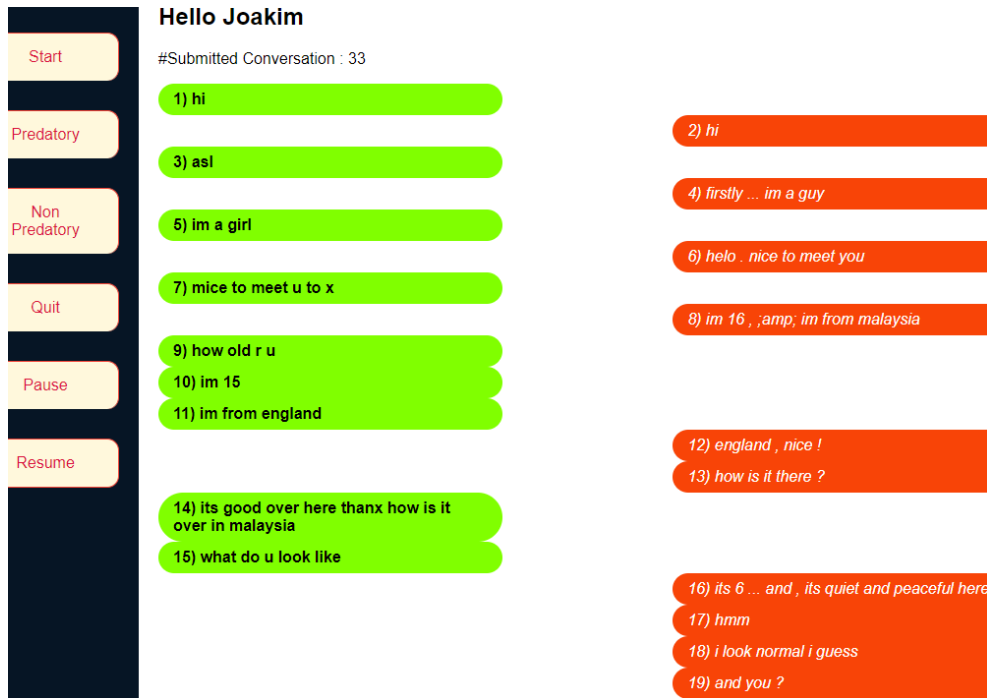 Hello Joakim
#Submitted Conversation : 33
Start
Predatory
Non
Predatory
Quit
Pause
Resume
1) hi
2) hi
3) asl
4) firstly ... im a guy
5) im a girl
6) helo . nice to meet you
7) mice to meet u to x
8) im 16 , ;amp; im from malaysia
9) how old r u
10) im 15
11) im from england
12) england , nice !
13) how is it there ?
14) its good over here thanx how is it
over in malaysia
15) what do u look like
16) its 6 ... and , its quiet and peaceful here
17) hmm
18) i look normal i guess
19) and you ?